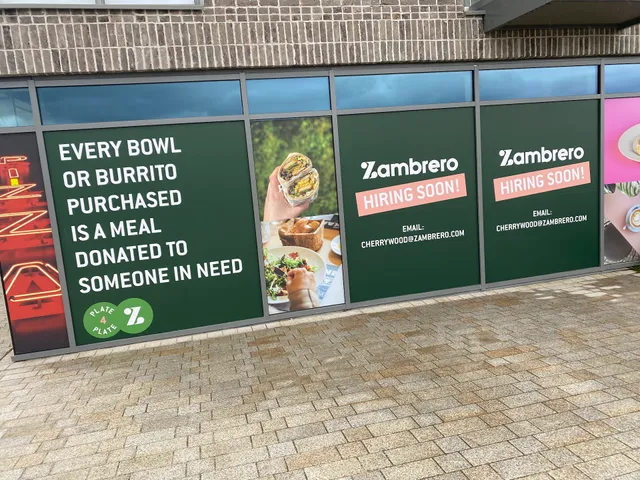 EVERY BOWL
OR BURRITO
PURCHASED
IS A MEAL
DONATED TO
SOMEONE IN NEED
PLATE
4
PLATE
Zambrero
HIRING SOON!
EMAIL:
CHERRYWOOD@ZAMBRERO.COM
Zambrero
HIRING SOON!
EMAIL:
CHERRYWOOD@ZAMBRERO.COM